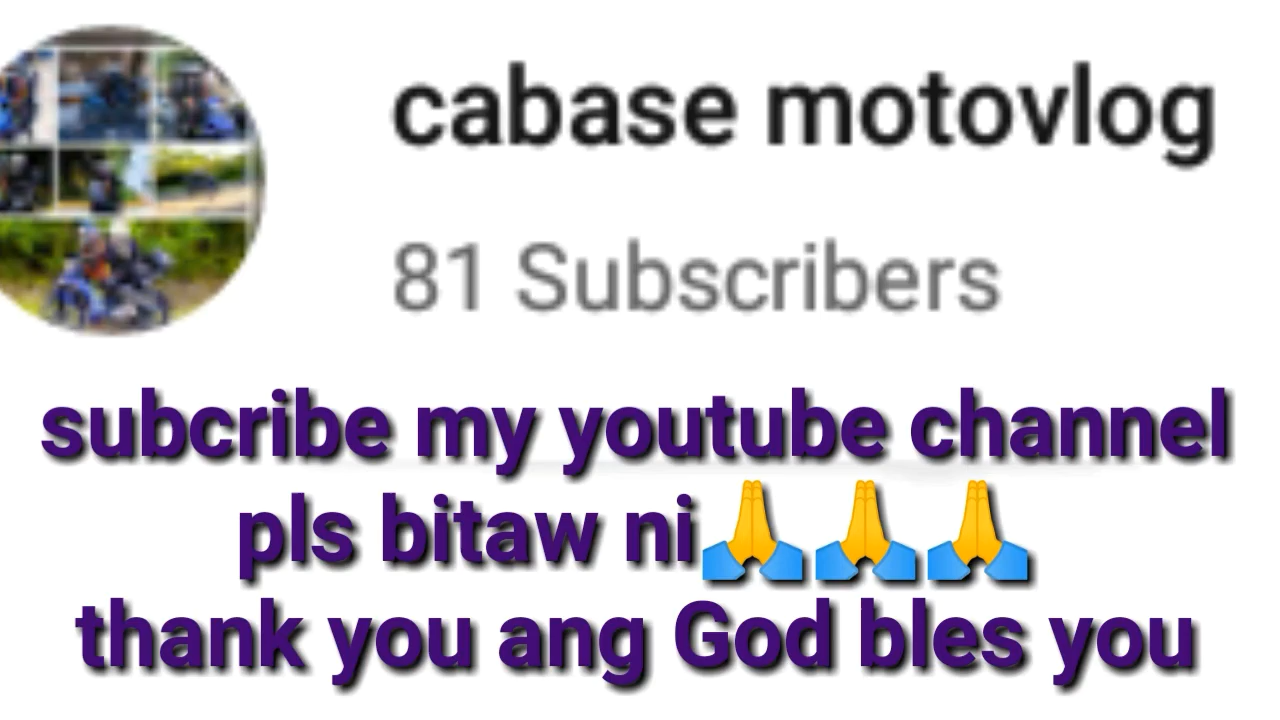 cabase motovlog
81 Subscribers
subcribe my youtube channel
pls bitaw ni🙏🙏🙏
thank you ang God bles you